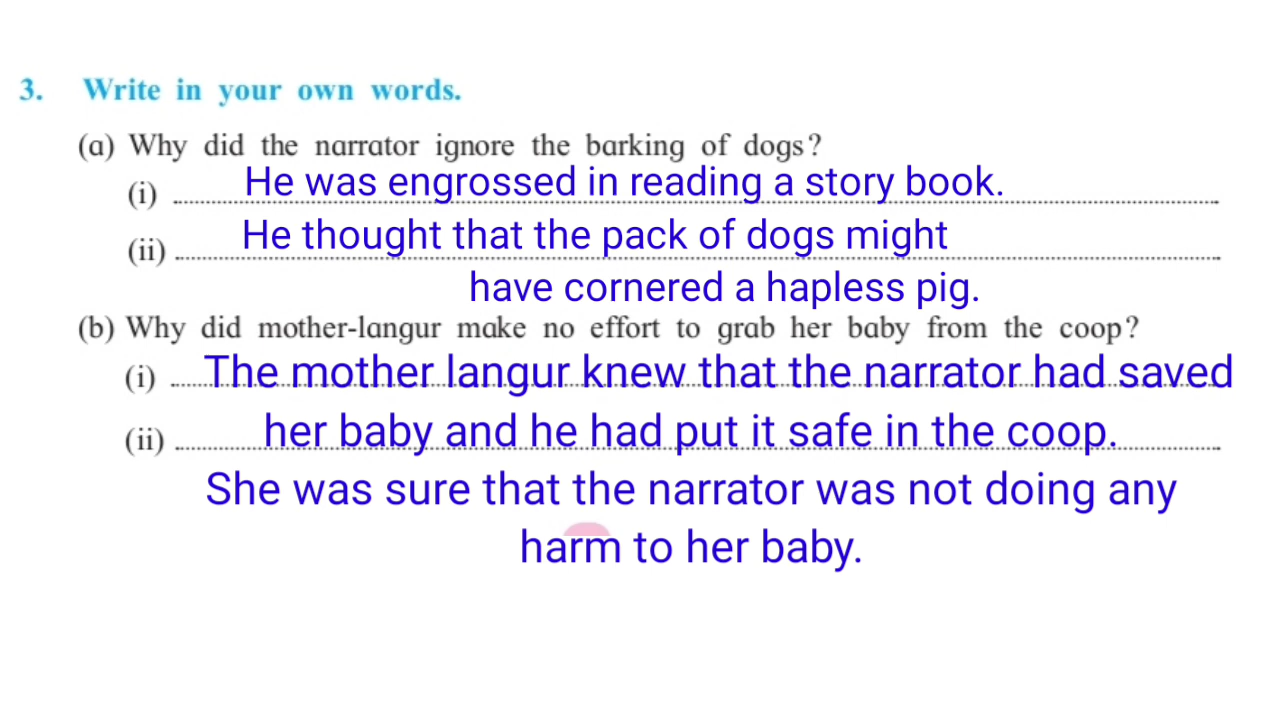 3. Write in your own words.
(a) Why did the narrator ignore the barking of dogs?
(i) He was engrossed in reading a story book.
(ii) He thought that the pack of dogs might
have cornered a hapless pig.
(b) Why did mother-langur make no effort to grab her baby from the coop?
(i) The mother langur knew that the narrator had saved
(ii) her baby and he had put it safe in the coop.
She was sure that the narrator was not doing any
harm to her baby.